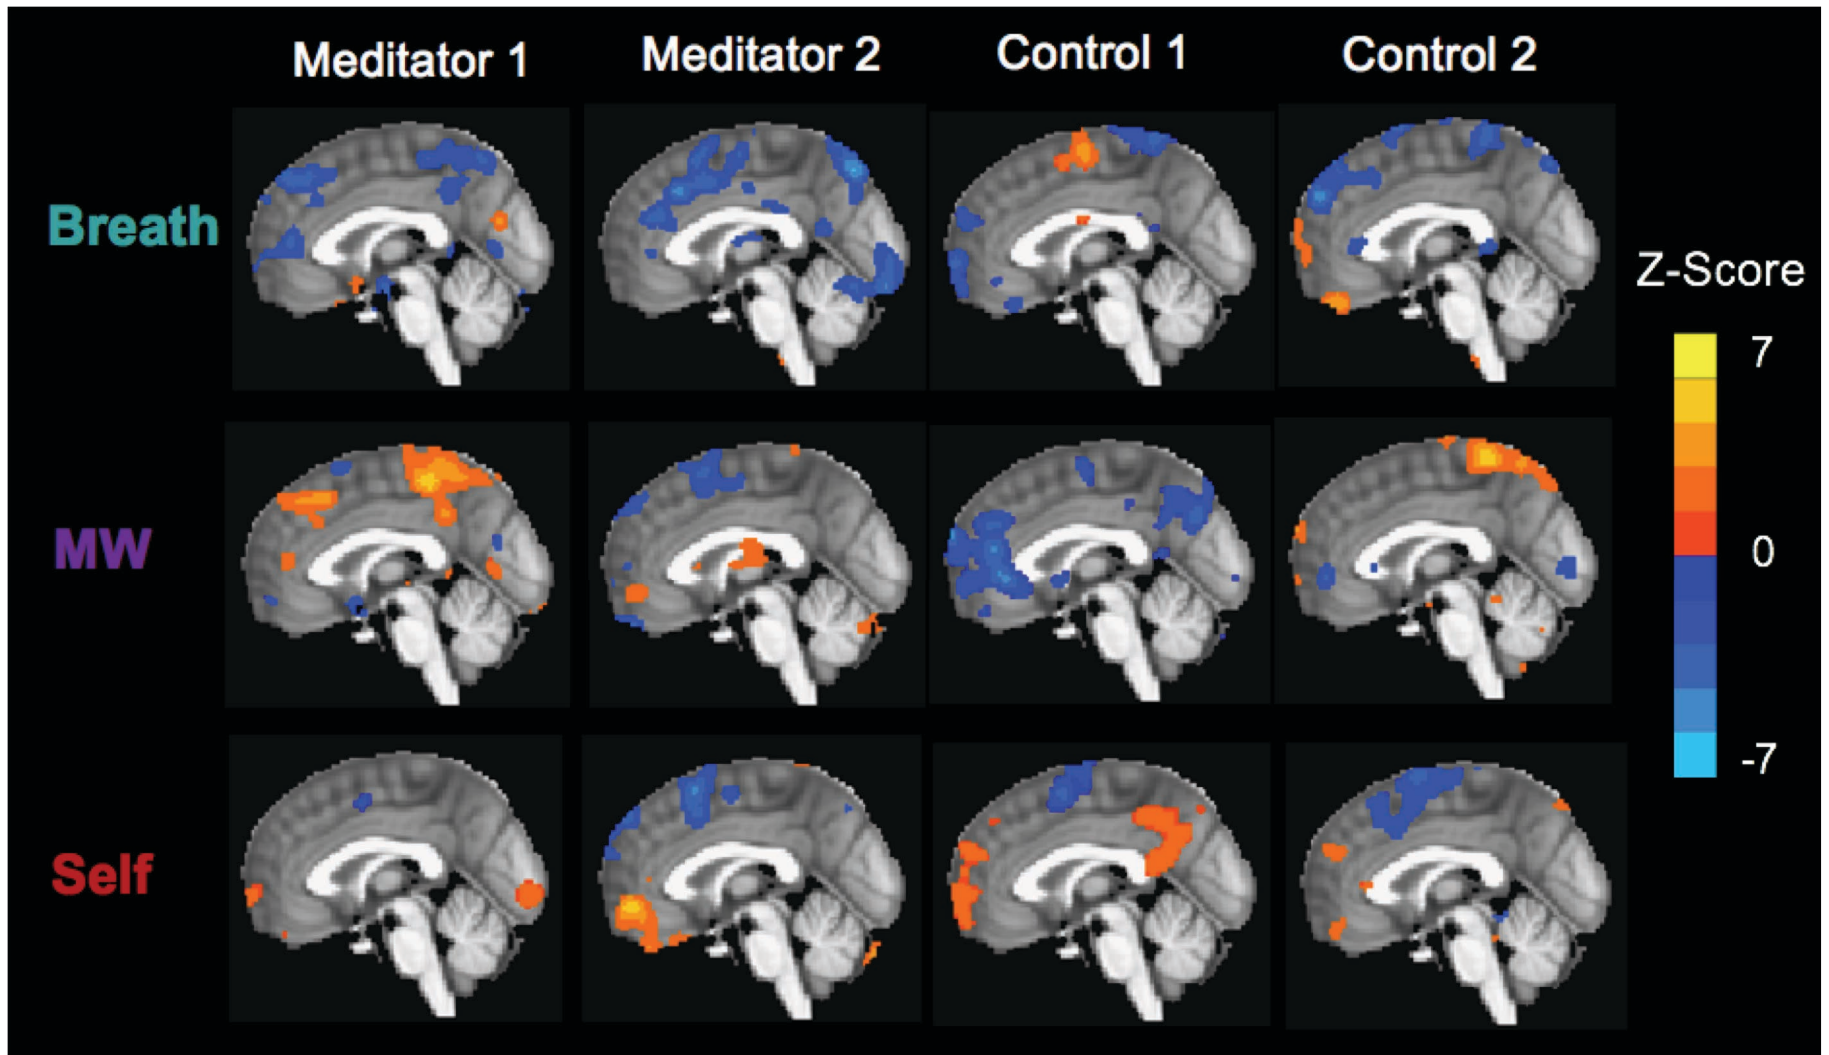 Meditator 1 Meditator 2 Control 1 Control 2
Breath
Z-Score
7
MW
0
-7
Self